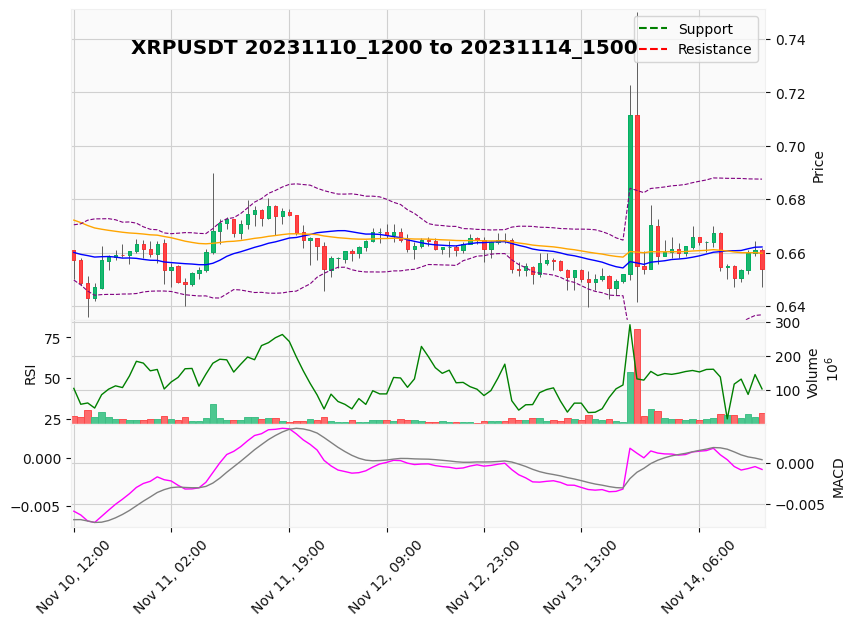 XRPUSDT 20231110_1200 to 20231114_1500
Support
Resistance
0.74
0.72
0.70
0.68
0.66
0.64
Price
75
50
25
RSI
300
200
100
Volume
10^6
0.000
−0.005
0.000
−0.005
MACD
Nov 10, 12:00
Nov 11, 02:00
Nov 11, 19:00
Nov 12, 09:00
Nov 12, 23:00
Nov 13, 13:00
Nov 14, 06:00